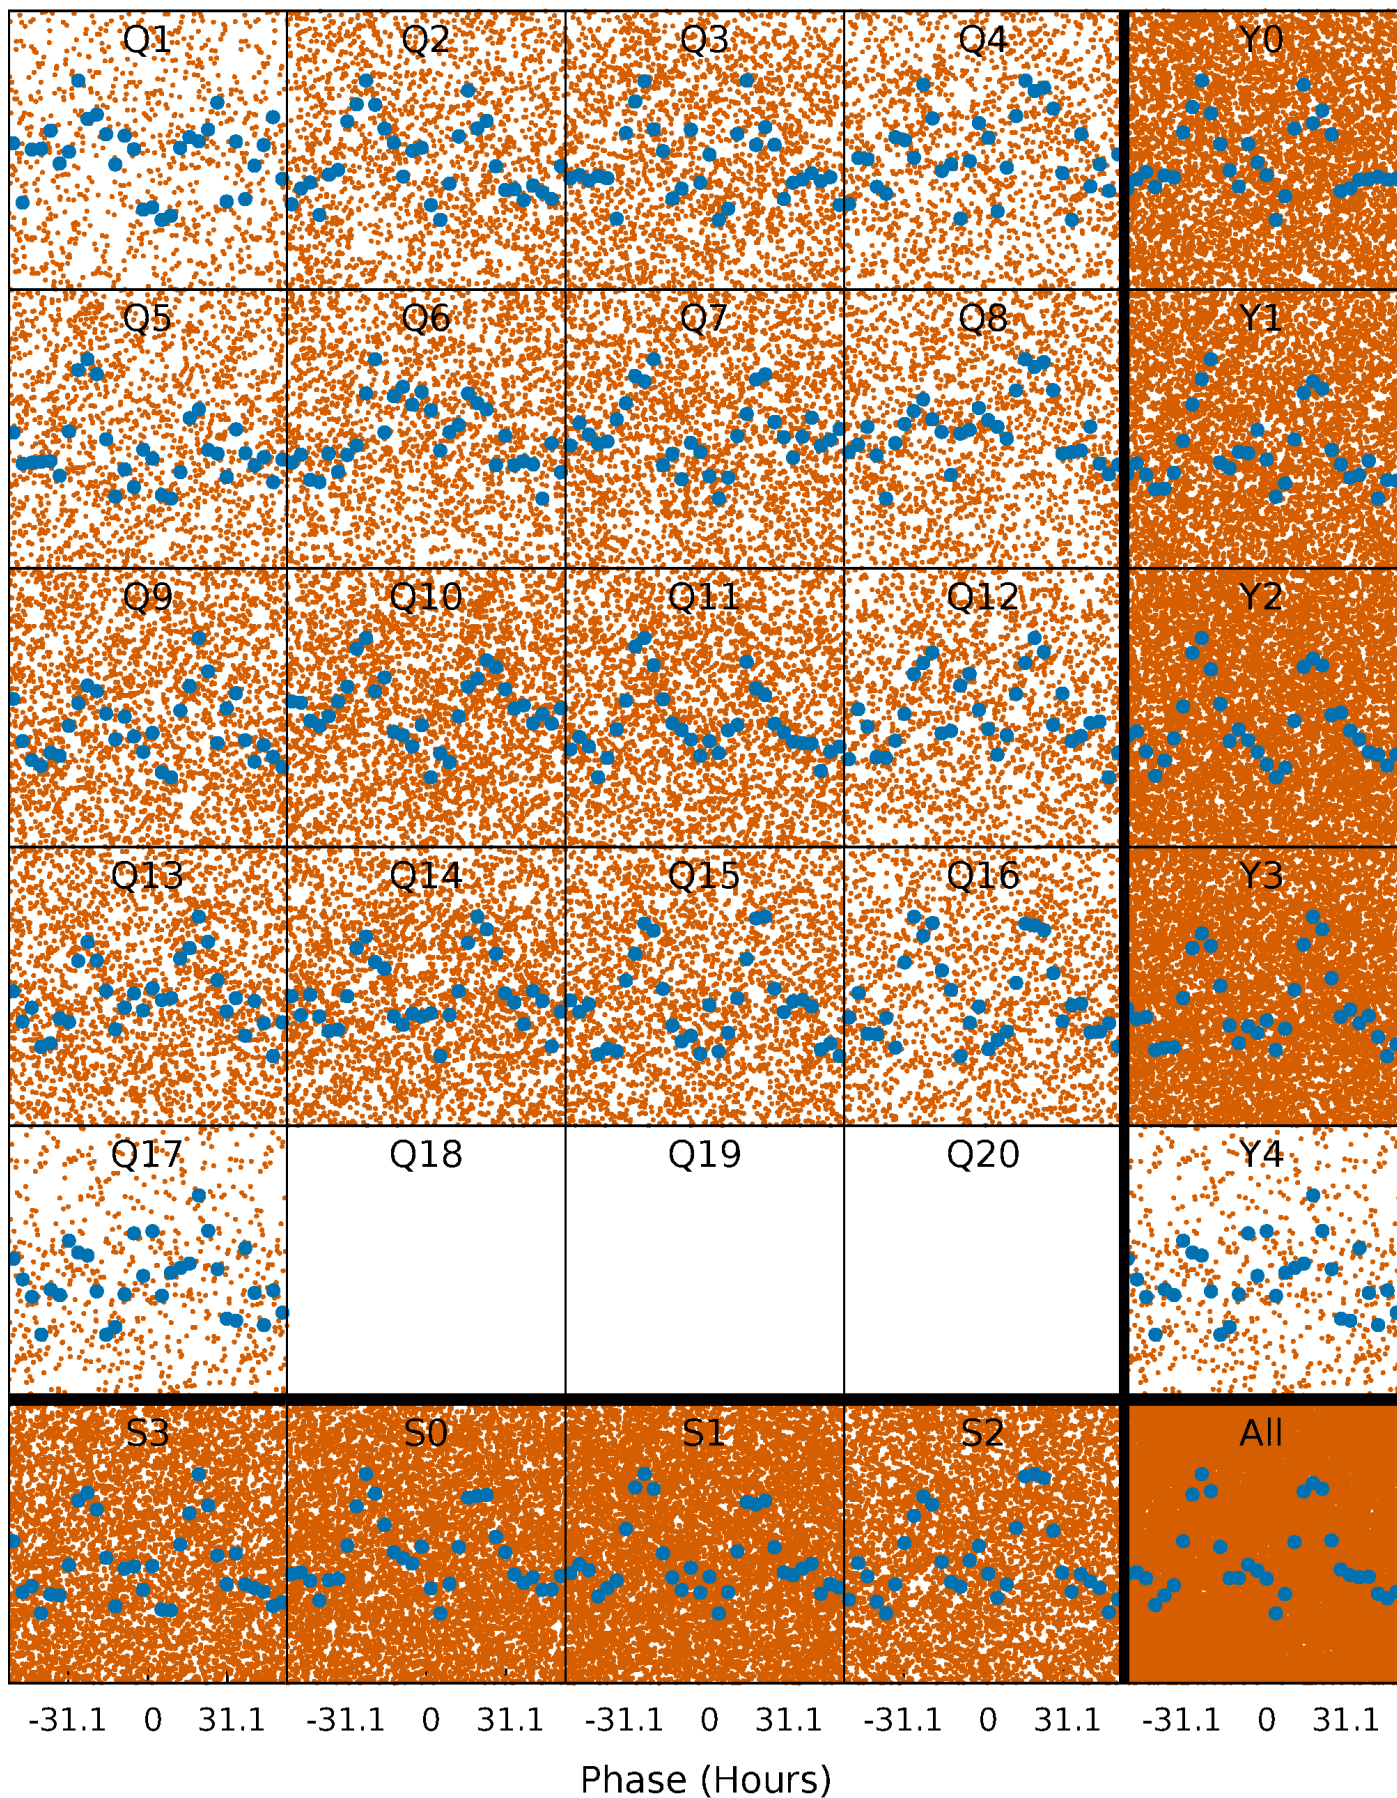 Q1 Q2 Q3 Q4 Y0
Q5 Q6 Q7 Q8 Y1
Q9 Q10 Q11 Q12 Y2
Q13 Q14 Q15 Q16 Y3
Q17 Q18 Q19 Q20 Y4
S3 S0 S1 S2 All
-31.1 0 31.1 -31.1 0 31.1 -31.1 0 31.1 -31.1 0 31.1 -31.1 0 31.1
Phase (Hours)